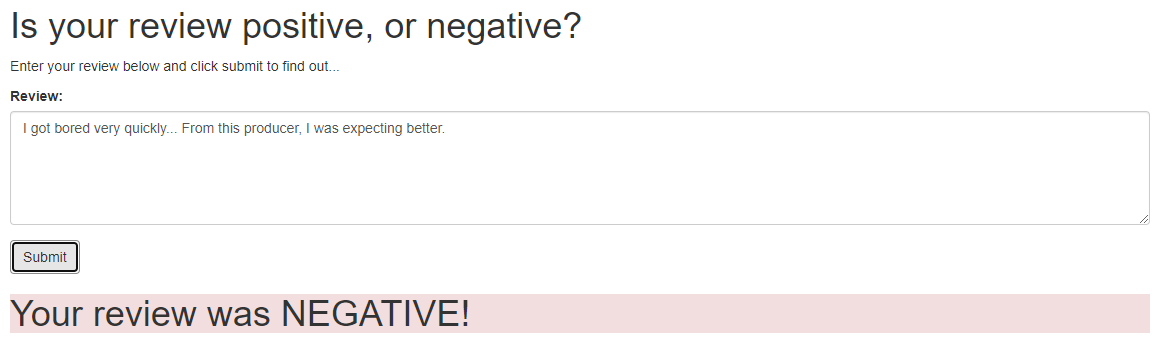 Is your review positive, or negative?
Enter your review below and click submit to find out...
Review:
I got bored very quickly... From this producer, I was expecting better.
Submit
Your review was NEGATIVE!